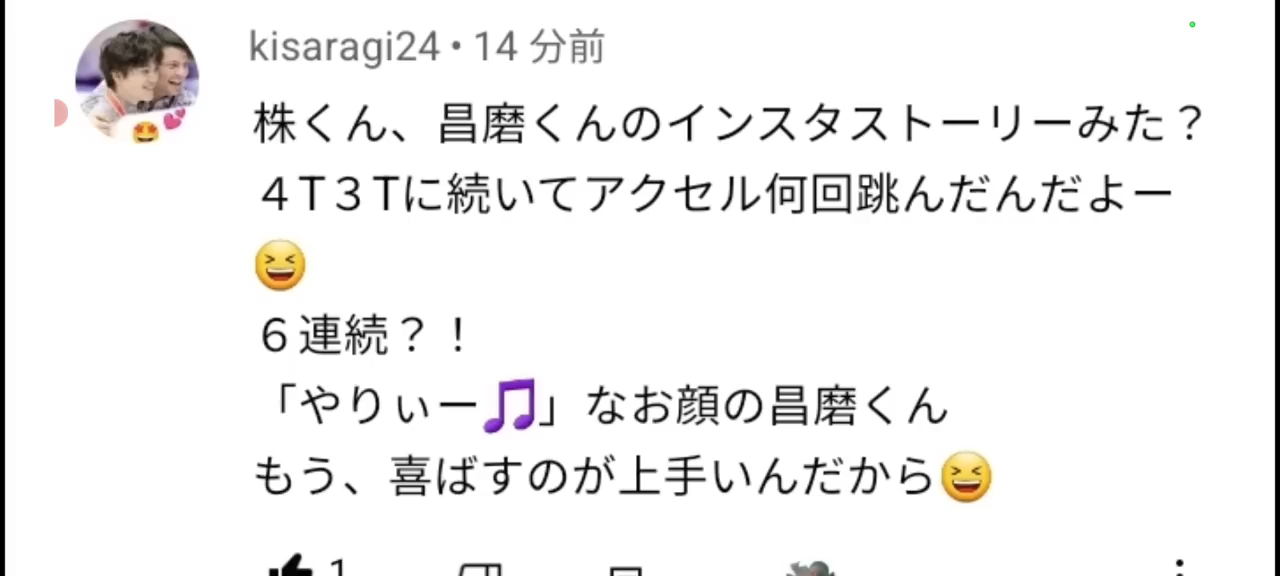 kisaragi24 • 14 分前
株くん、昌磨くんのインスタストーリーみた？
４T３Tに続いてアクセル何回跳んだんだよー
😆
６連続？！
「やりぃー🎵」なお顔の昌磨くん
もう、喜ばすのが上手いんだから😆
1